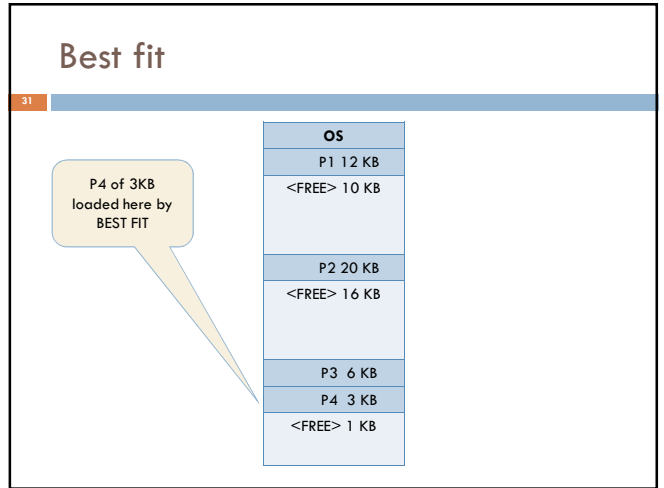 Best fit
31
OS
P1 12 KB
<FREE> 10 KB
P4 of 3KB
loaded here by
BEST FIT
P2 20 KB
<FREE> 16 KB
P3 6 KB
P4 3 KB
<FREE> 1 KB